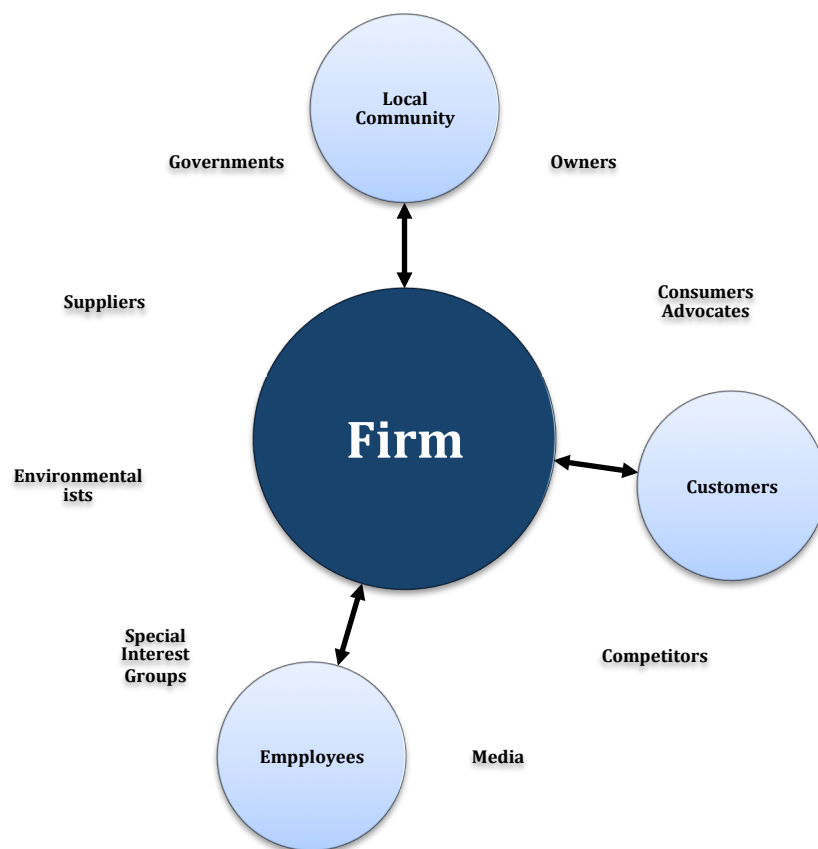 Local
Community
Governments
Owners
Suppliers
Consumers
Advocates
Firm
Environmental
ists
Customers
Special
Interest
Groups
Competitors
Empployees
Media